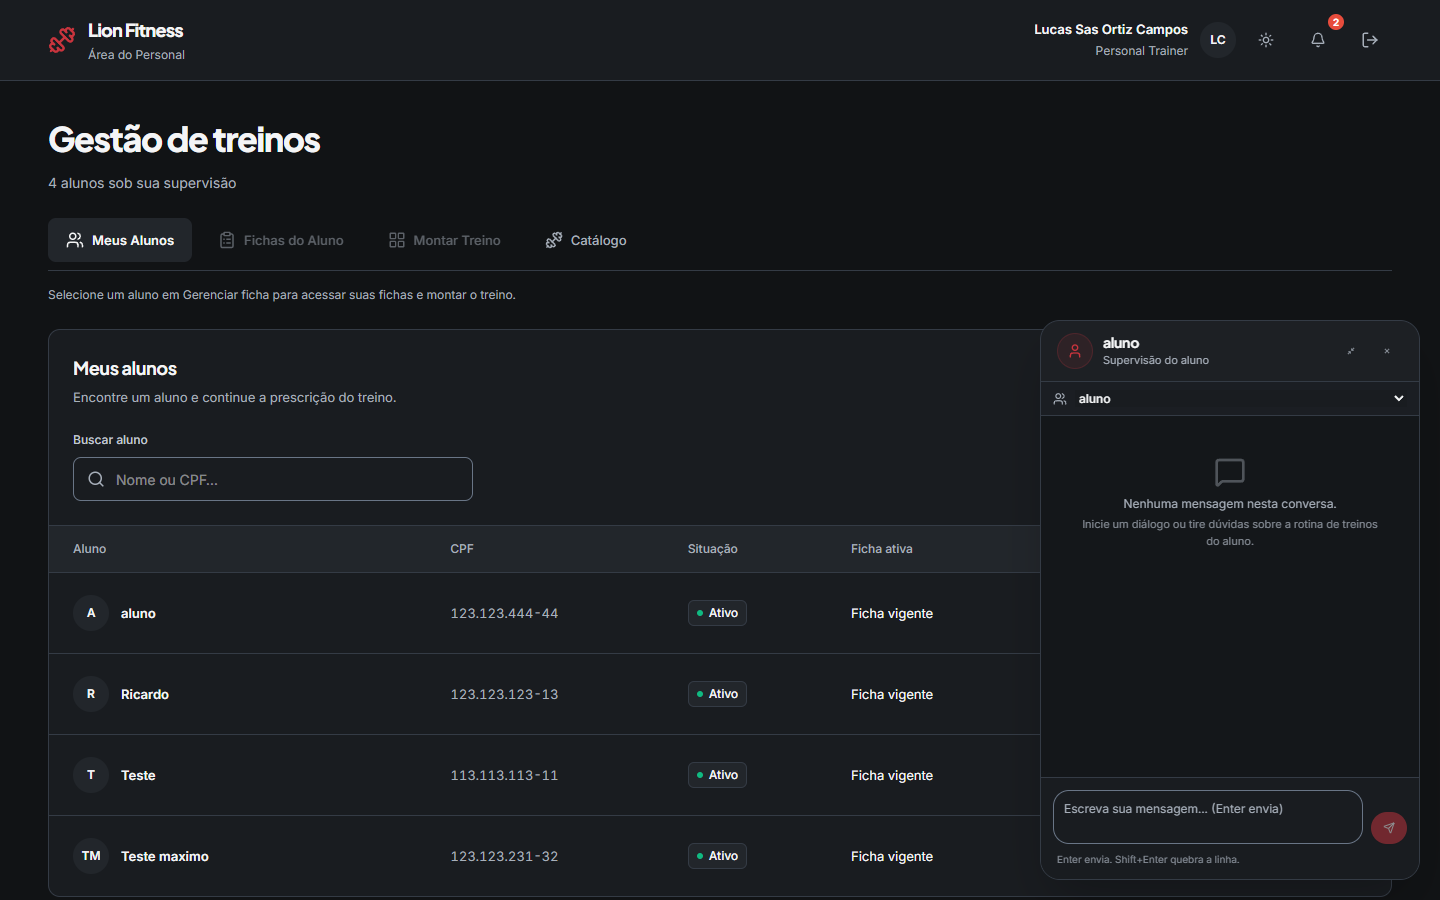 Lion Fitness
Área do Personal
Lucas Sas Ortiz Campos
Personal Trainer
LC
2
Gestão de treinos
4 alunos sob sua supervisão
Meus Alunos
Fichas do Aluno
Montar Treino
Catálogo
Selecione um aluno em Gerenciar ficha para acessar suas fichas e montar o treino.
Meus alunos
Encontre um aluno e continue a prescrição do treino.
Buscar aluno
Nome ou CPF...
Aluno CPF Situação Ficha ativa
A aluno 123.123.444-44 Ativo Ficha vigente
R Ricardo 123.123.123-13 Ativo Ficha vigente
T Teste 113.113.113-11 Ativo Ficha vigente
TM Teste maximo 123.123.231-32 Ativo Ficha vigente
aluno
Supervisão do aluno
aluno
Nenhuma mensagem nesta conversa.
Inicie um diálogo ou tire dúvidas sobre a rotina de treinos
do aluno.
Escreva sua mensagem... (Enter envia)
Enter envia. Shift+Enter quebra a linha.